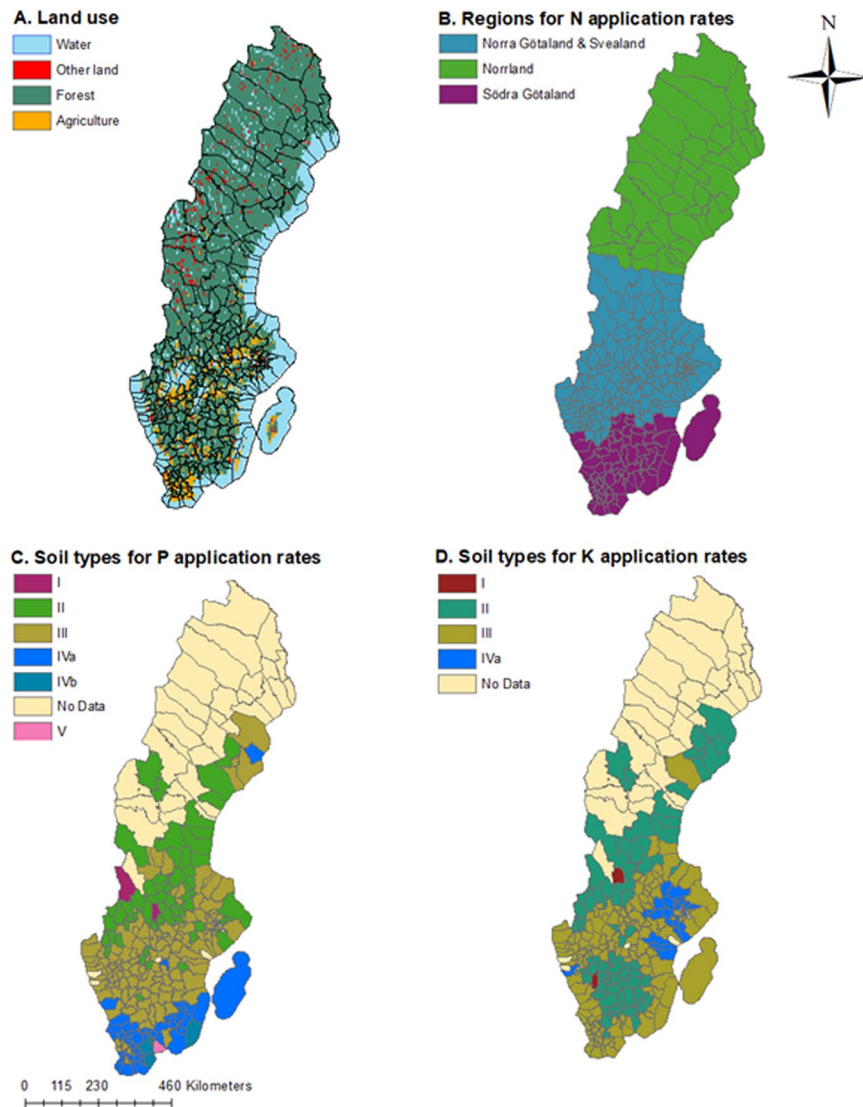 A. Land use
Water
Other land
Forest
Agriculture
B. Regions for N application rates
Norra Götaland & Svealand
Norrland
Södra Götaland
N
C. Soil types for P application rates
I
II
III
IVa
IVb
No Data
V
D. Soil types for K application rates
I
II
III
IVa
No Data
0 115 230 460 Kilometers